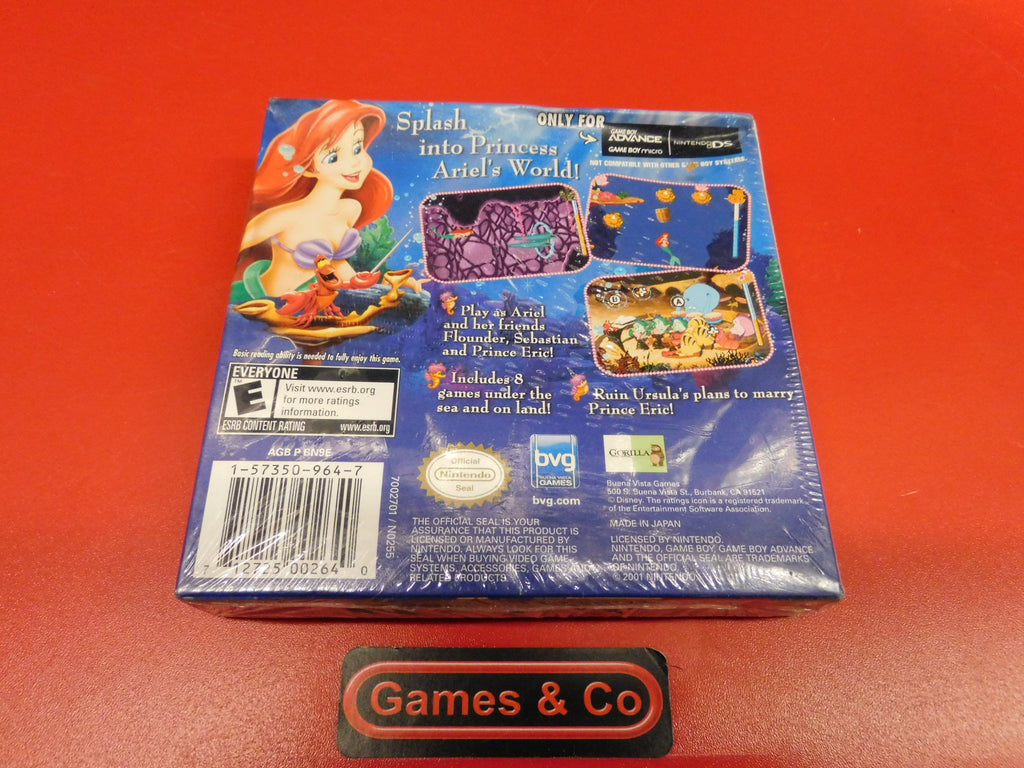 Splash
into Princess
Ariel's World!
ONLY FOR
GAME BOY
ADVANCE
GAME BOY micro
NINTENDO DS
NOT COMPATIBLE WITH OTHER GAME BOY SYSTEMS.
Play as Ariel
and her friends
Flounder, Sebastian
and Prince Eric!
Includes 8
games under the
sea and on land!
Ruin Ursula's plans to marry
Prince Eric!
Basic reading ability is needed to fully enjoy this game.
EVERYONE
E
TM
Visit www.esrb.org
for more ratings
information.
ESRB CONTENT RATING
www.esrb.org
AGB P BN9E
1-57350-964-7
7 12725 00264 0
7002701 / N0255
Official
Nintendo
Seal
bvg
BUENA VISTA
GAMES
bvg.com
GORILLA
THE OFFICIAL SEAL IS YOUR
ASSURANCE THAT THIS PRODUCT IS
LICENSED OR MANUFACTURED BY
NINTENDO. ALWAYS LOOK FOR THIS
SEAL WHEN BUYING VIDEO GAME
SYSTEMS, ACCESSORIES, GAMES AND
RELATED PRODUCTS.
Buena Vista Games
500 S. Buena Vista St., Burbank, CA 91521
© Disney. The ratings icon is a registered trademark
of the Entertainment Software Association.
MADE IN JAPAN
LICENSED BY NINTENDO.
NINTENDO, GAME BOY, GAME BOY ADVANCE
AND THE OFFICIAL SEAL ARE TRADEMARKS
OF NINTENDO.
© 2001 NINTENDO.
Games & Co